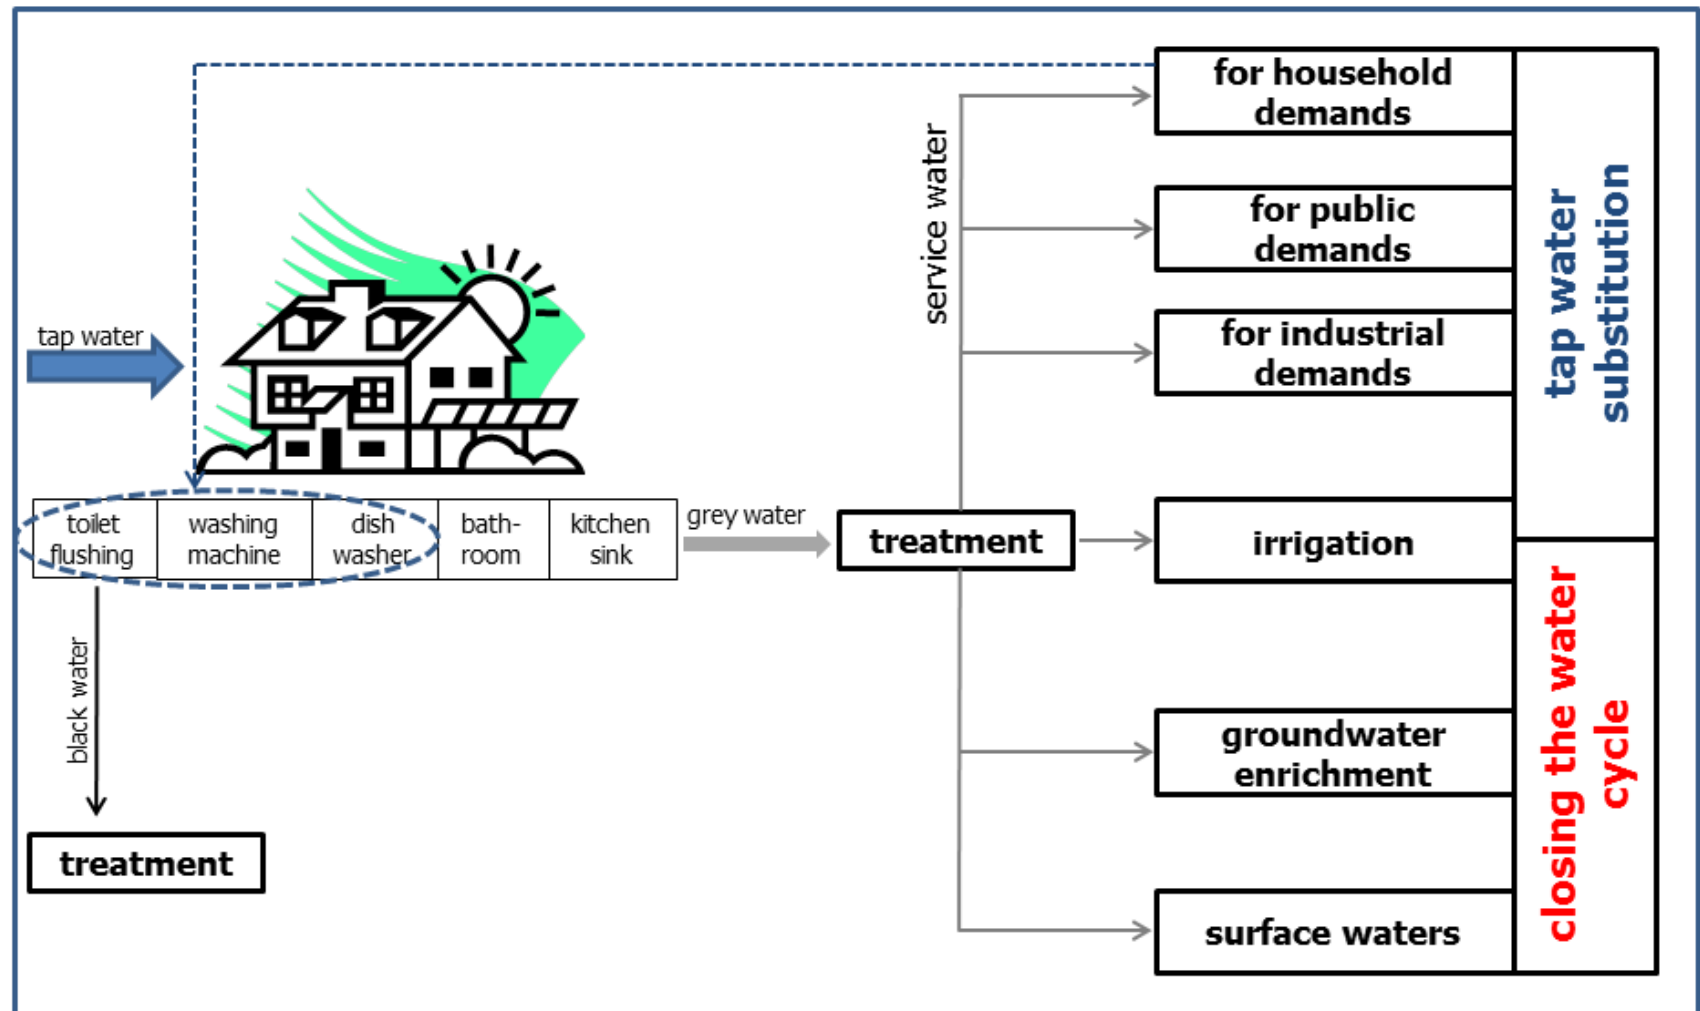 for household
demands
service water
for public
demands
tap water
substitution
tap water
for industrial
demands
toilet
flushing
washing
machine
dish
washer
bath-
room
kitchen
sink
grey water
treatment
irrigation
closing the water
cycle
black water
groundwater
enrichment
treatment
surface waters